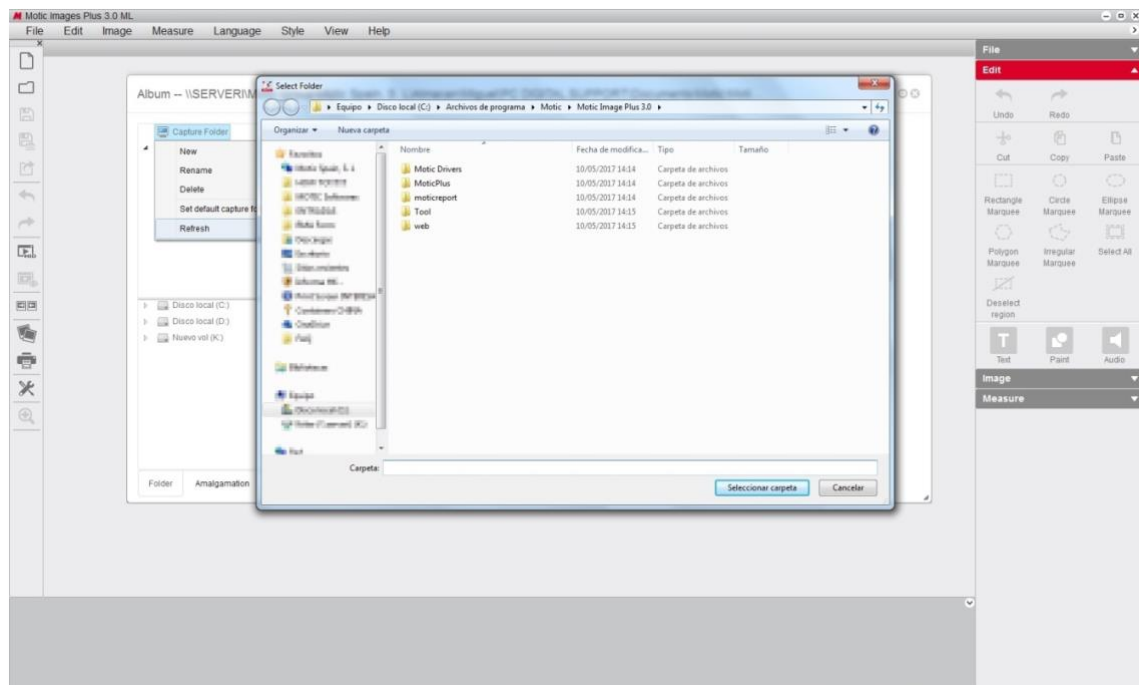 Motic Images Plus 3.0 ML
File Edit Image Measure Language Style View Help
File
Edit
Undo Redo
Cut Copy Paste
Rectangle Marquee Circle Marquee Ellipse Marquee
Polygon Marquee Irregular Marquee Select All
Deselect region
Text Paint Audio
Image
Measure
Album -- \\SERVERI\M
Capture Folder
New
Rename
Delete
Set default capture fo
Refresh
Disco local (C:)
Disco local (D:)
Nuevo vol (K:)
Folder Amalgamation
Select Folder
Equipo Disco local (C:) Archivos de programa Motic Motic Image Plus 3.0
Organizar Nueva carpeta
Nombre Fecha de modifica... Tipo Tamaño
Motic Drivers 10/05/2017 14:14 Carpeta de archivos
MoticPlus 10/05/2017 14:14 Carpeta de archivos
moticreport 10/05/2017 14:14 Carpeta de archivos
Tool 10/05/2017 14:15 Carpeta de archivos
web 10/05/2017 14:15 Carpeta de archivos
Carpeta:
Seleccionar carpeta Cancelar